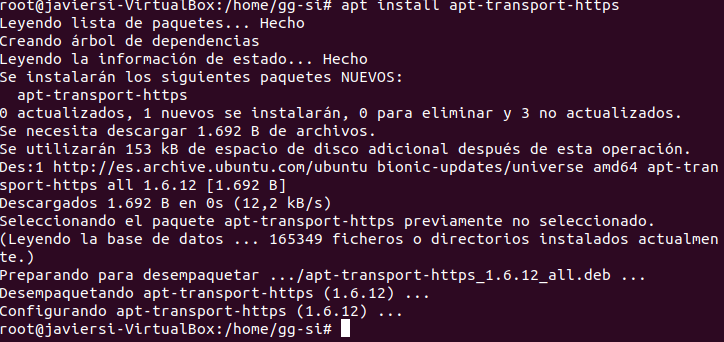 root@javiersi-VirtualBox:/home/gg-si# apt install apt-transport-https
Leyendo lista de paquetes... Hecho
Creando árbol de dependencias
Leyendo la información de estado... Hecho
Se instalarán los siguientes paquetes NUEVOS:
  apt-transport-https
0 actualizados, 1 nuevos se instalarán, 0 para eliminar y 3 no actualizados.
Se necesita descargar 1.692 B de archivos.
Se utilizarán 153 kB de espacio de disco adicional después de esta operación.
Des:1 http://es.archive.ubuntu.com/ubuntu bionic-updates/universe amd64 apt-tran
sport-https all 1.6.12 [1.692 B]
Descargados 1.692 B en 0s (12,2 kB/s)
Seleccionando el paquete apt-transport-https previamente no seleccionado.
(Leyendo la base de datos ... 165349 ficheros o directorios instalados actualmen
te.)
Preparando para desempaquetar .../apt-transport-https_1.6.12_all.deb ...
Desempaquetando apt-transport-https (1.6.12) ...
Configurando apt-transport-https (1.6.12) ...
root@javiersi-VirtualBox:/home/gg-si#